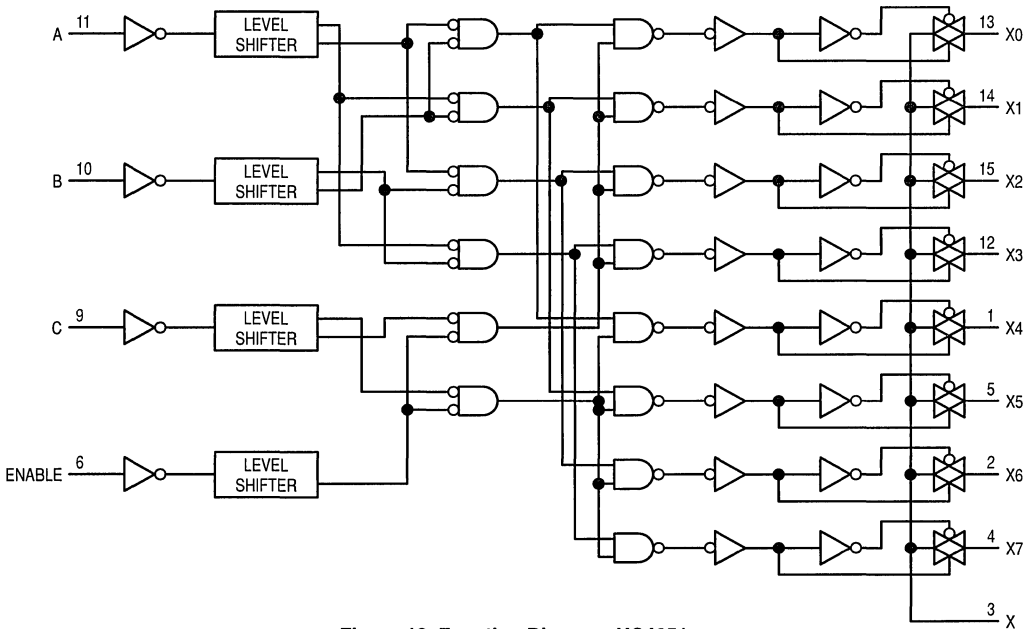 A 11 LEVEL SHIFTER 13 X0
14 X1
B 10 LEVEL SHIFTER 15 X2
12 X3
C 9 LEVEL SHIFTER 1 X4
5 X5
ENABLE 6 LEVEL SHIFTER 2 X6
4 X7
3 X